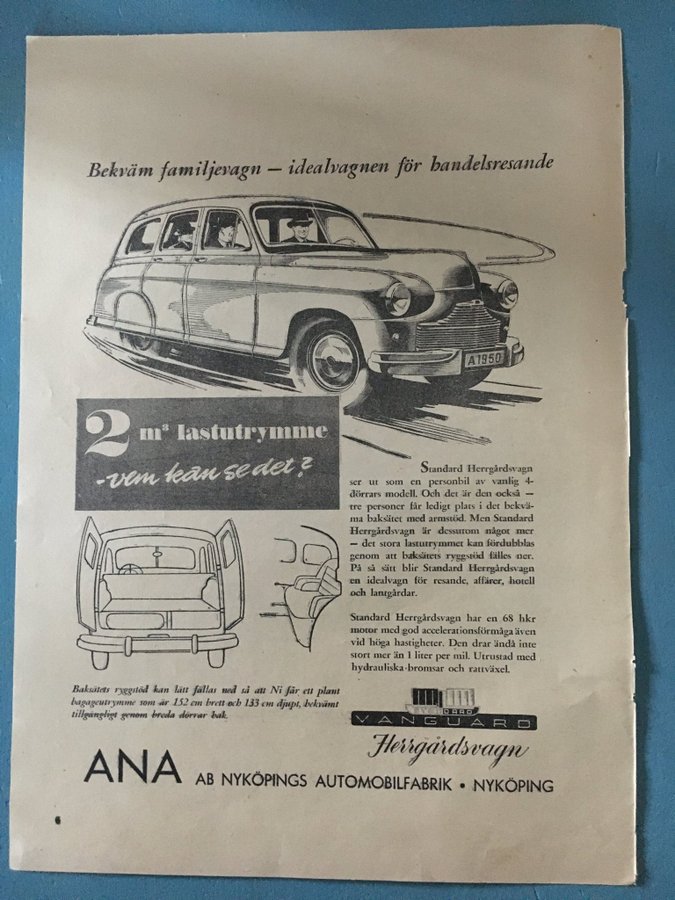 Bekväm familjevagn — idealvagnen för handelsresande
A1950
2 m³ lastutrymme
-vem kan se det?
Standard Herrgårdsvagn
ser ut som en personbil av vanlig 4-
dörrars modell. Och det är den också —
tre personer får ledigt plats i det bekvä-
ma baksätet med armstöd. Men Standard
Herrgårdsvagn är dessutom något mer
— det stora lastutrymmet kan fördubblas
genom att baksätets ryggstöd fälles ner.
På så sätt blir Standard Herrgårdsvagn
en idealvagn för resande, affärer, hotell
och lantgårdar.
Standard Herrgårdsvagn har en 68 hkr
motor med god accelerationsförmåga även
vid höga hastigheter. Den drar ändå inte
stort mer än 1 liter per mil. Utrustad med
hydrauliska bromsar och rattväxel.
Baksätets ryggstöd kan lätt fällas ned så att Ni får ett plant
bagageutrymme som är 152 cm brett och 133 cm djupt, bekvämt
tillgängligt genom breda dörrar bak.
VANGUARD
Herrgårdsvagn
ANA AB NYKÖPINGS AUTOMOBILFABRIK • NYKÖPING
6